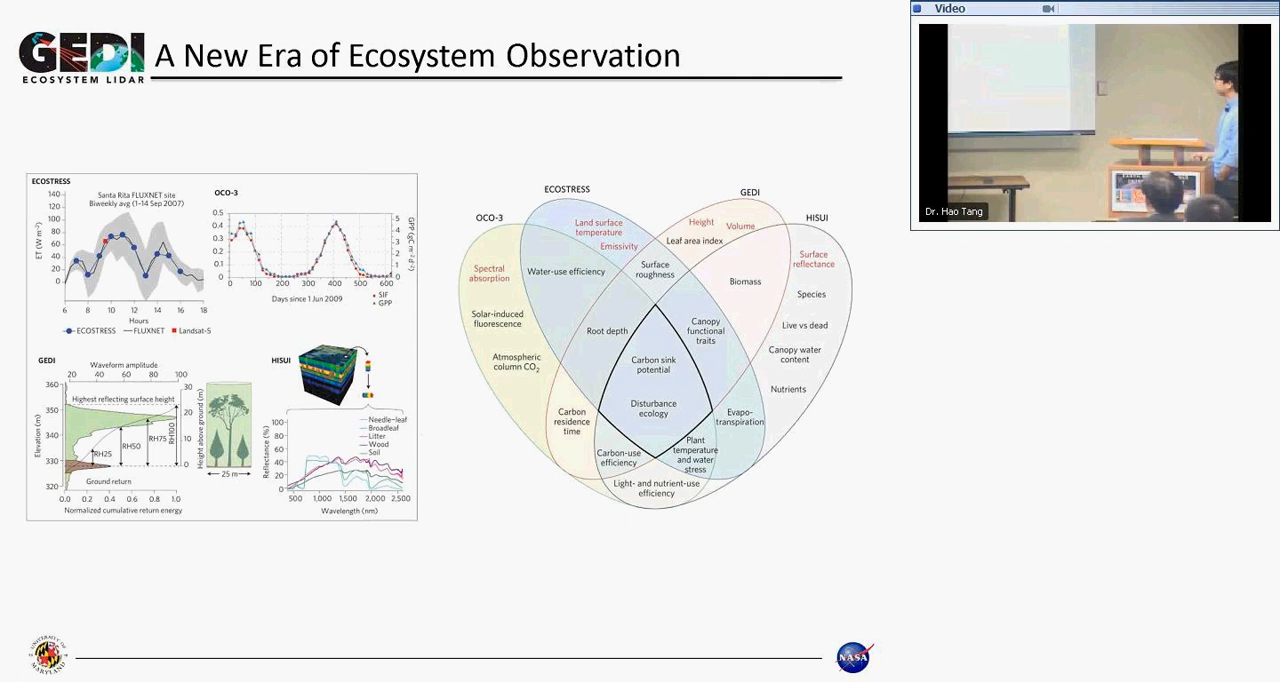 GEDI
ECOSYSTEM LIDAR
A New Era of Ecosystem Observation
ECOSTRESS
Santa Rita FLUXNET site
Biweekly avg (1–14 Sep 2007)
140
120
100
80
60
40
20
0
ET (W m⁻²)
6 8 10 12 14 16 18
Hours
ECOSTRESS FLUXNET Landsat-5
OCO-3
0.5
0.4
0.3
0.2
0.1
0
5
4
3
2
1
0
GPP (gC m⁻² d⁻¹)
0 100 200 300 400 500 600
Days since 1 Jun 2009
SIF
GPP
GEDI
Waveform amplitude
20 40 60 80 100
360
350
340
330
320
Elevation (m)
Highest reflecting surface height
RH25
RH50
RH75
RH100
Ground return
30
20
10
0
Height above ground (m)
25 m
0.0 0.2 0.4 0.6 0.8 1.0
Normalized cumulative return energy
HISUI
100
80
60
40
20
0
Reflectance (%)
Needle-leaf
Broadleaf
Litter
Wood
Soil
500 1,000 1,500 2,000 2,500
Wavelength (nm)
ECOSTRESS
GEDI
OCO-3
HISUI
Land surface
temperature
Emissivity
Height
Volume
Leaf area index
Spectral
absorption
Water-use efficiency
Surface
roughness
Surface
reflectance
Biomass
Species
Solar-induced
fluorescence
Root depth
Canopy
functional
traits
Live vs dead
Atmospheric
column CO₂
Carbon sink
potential
Canopy water
content
Nutrients
Disturbance
ecology
Carbon
residence
time
Evapo-
transpiration
Carbon-use
efficiency
Plant
temperature
and water
stress
Light- and nutrient-use
efficiency
UNIVERSITY OF
MARYLAND
NASA
Video
Dr. Hao Tang